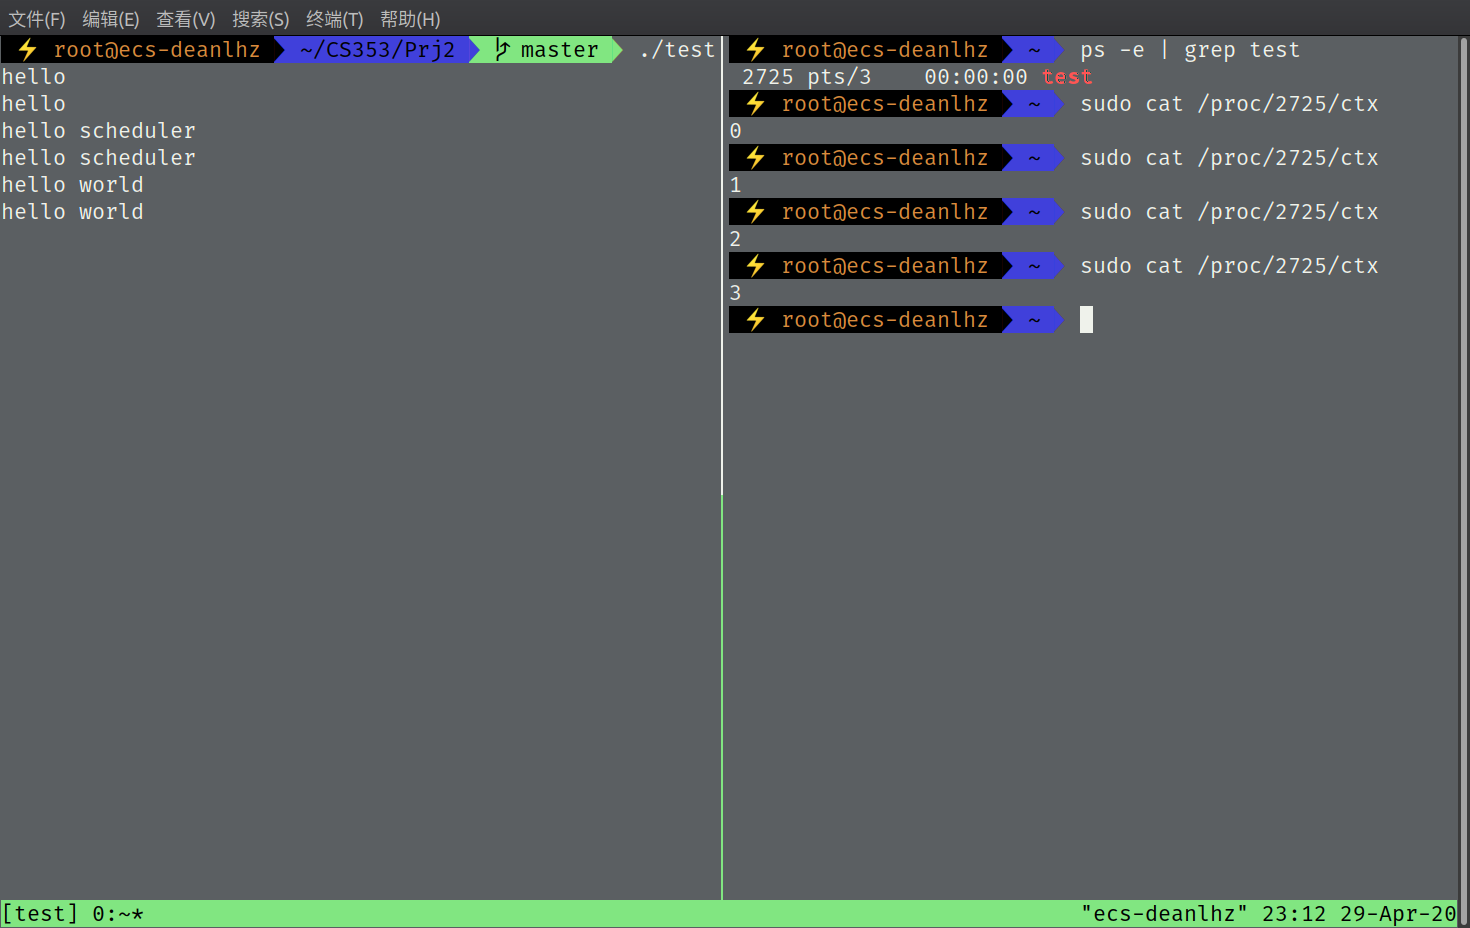 文件(F) 编辑(E) 查看(V) 搜索(S) 终端(T) 帮助(H)
root@ecs-deanlhz ~/CS353/Prj2 master ./test
hello
hello
hello scheduler
hello scheduler
hello world
hello world
root@ecs-deanlhz ~ ps -e | grep test
2725 pts/3 00:00:00 test
root@ecs-deanlhz ~ sudo cat /proc/2725/ctx
0
root@ecs-deanlhz ~ sudo cat /proc/2725/ctx
1
root@ecs-deanlhz ~ sudo cat /proc/2725/ctx
2
root@ecs-deanlhz ~ sudo cat /proc/2725/ctx
3
root@ecs-deanlhz ~
[test] 0:~* "ecs-deanlhz" 23:12 29-Apr-20